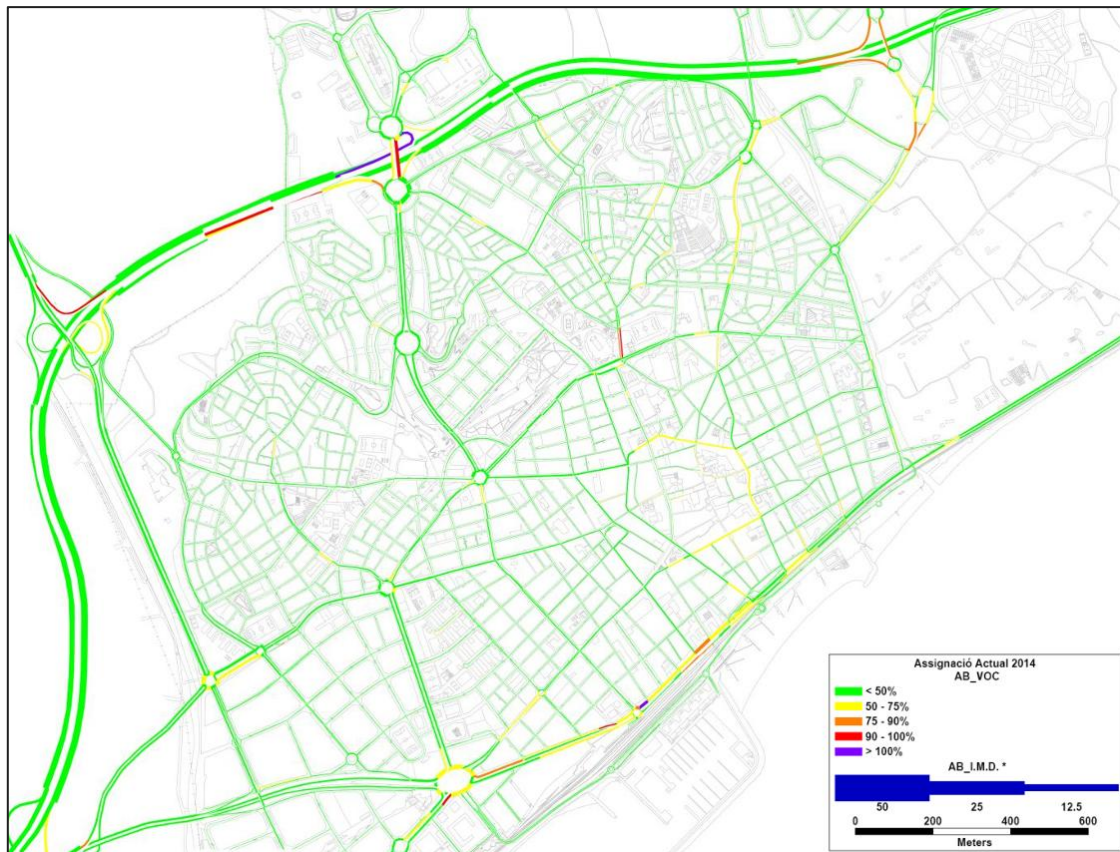 Assignació Actual 2014
AB_VOC
< 50%
50 - 75%
75 - 90%
90 - 100%
> 100%
AB_I.M.D. *
50 25 12.5
0 200 400 600
Meters